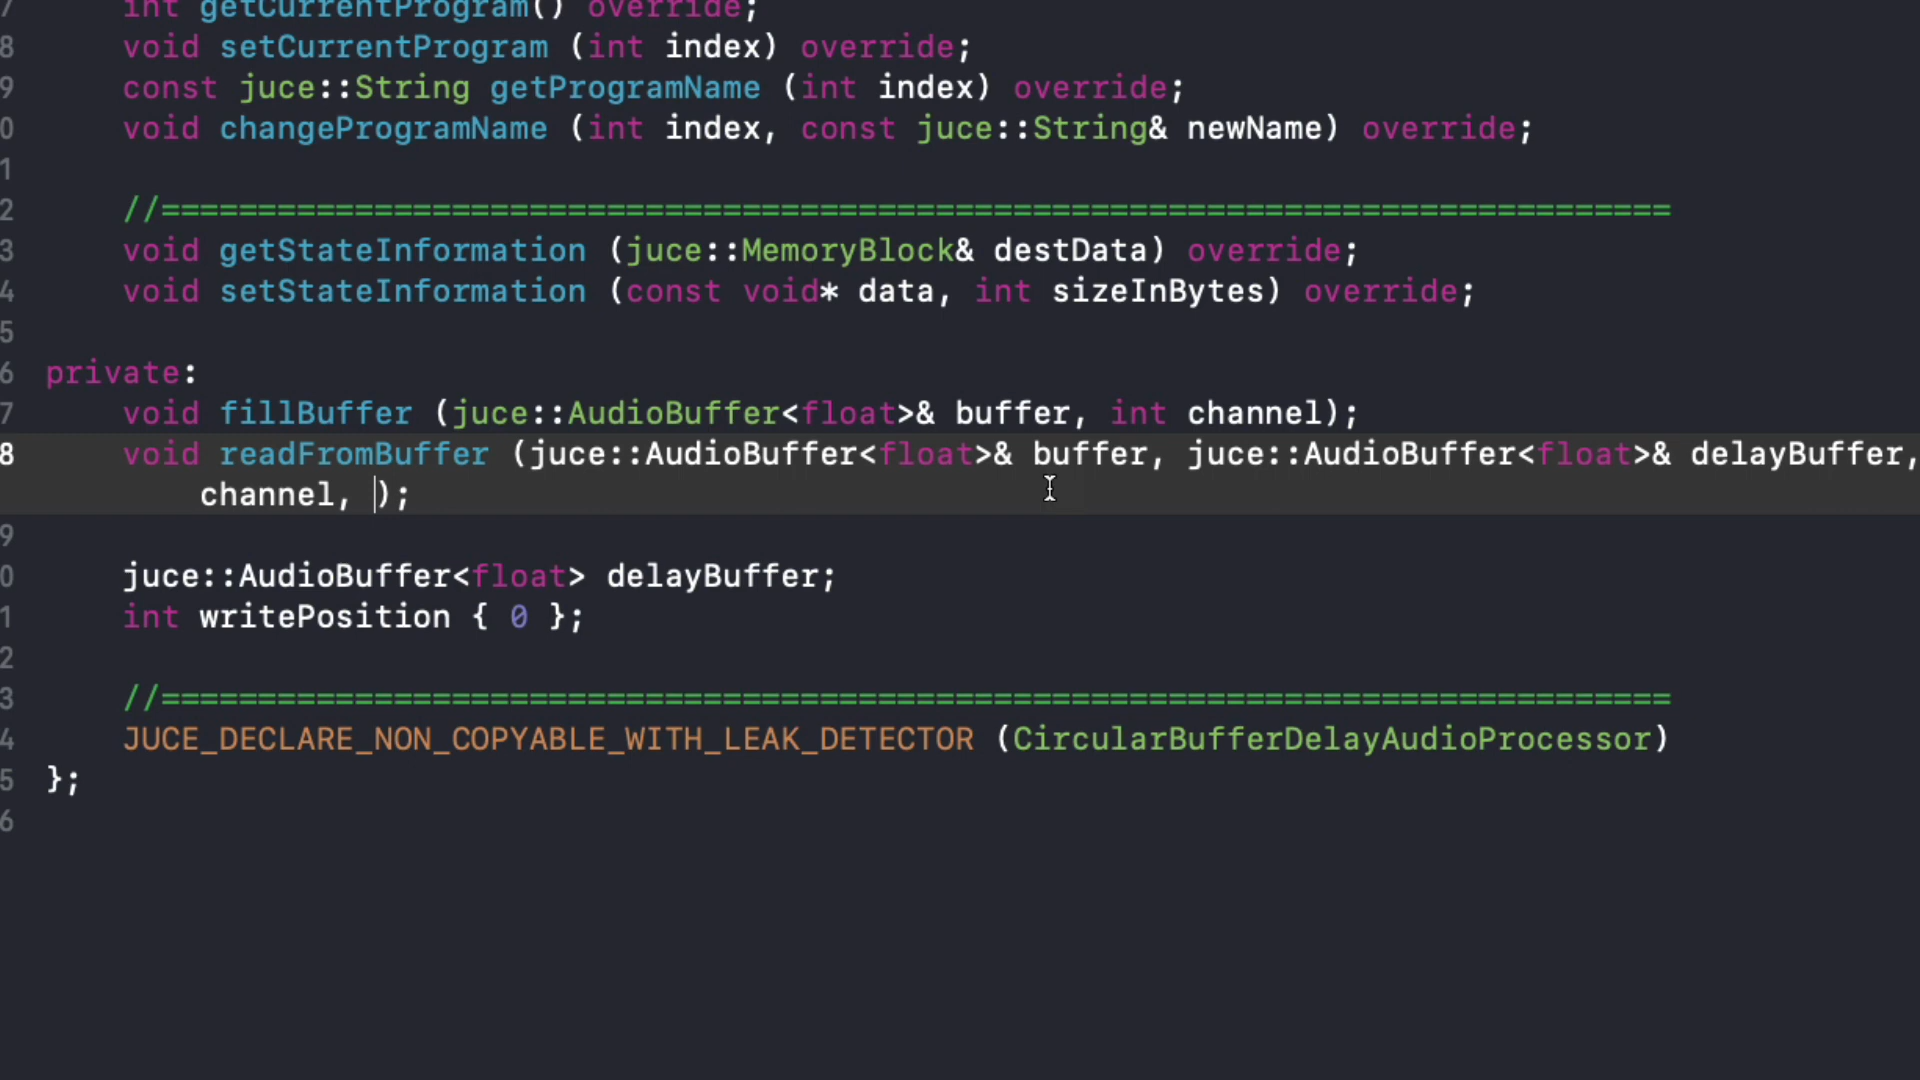 7 int getCurrentProgram() override;
8 void setCurrentProgram (int index) override;
9 const juce::String getProgramName (int index) override;
0 void changeProgramName (int index, const juce::String& newName) override;
1
2 //==============================================================================
3 void getStateInformation (juce::MemoryBlock& destData) override;
4 void setStateInformation (const void* data, int sizeInBytes) override;
5
6 private:
7 void fillBuffer (juce::AudioBuffer<float>& buffer, int channel);
8 void readFromBuffer (juce::AudioBuffer<float>& buffer, juce::AudioBuffer<float>& delayBuffer,
channel, );
9
0 juce::AudioBuffer<float> delayBuffer;
1 int writePosition { 0 };
2
3 //==============================================================================
4 JUCE_DECLARE_NON_COPYABLE_WITH_LEAK_DETECTOR (CircularBufferDelayAudioProcessor)
5 };
6